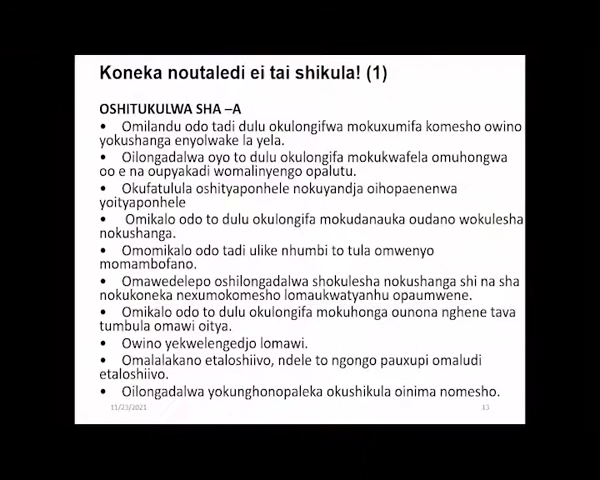 Koneka noutaledi ei tai shikula! (1)
OSHITUKULWA SHA –A
• Omilandu odo tadi dulu okulongifwa mokuxumifa komesho owino
yokushanga enyolwake la yela.
• Oilongadalwa oyo to dulu okulongifa mokukwafela omuhongwa
oo e na oupyakadi womalinyengo opalutu.
• Okufatulula oshityaponhele nokuyandja oihopaenenwa
yoityaponhele
• Omikalo odo to dulu okulongifa mokudanauka oudano wokulesha
nokushanga.
• Omomikalo odo tadi ulike nhumbi to tula omwenyo
momambofano.
• Omawedelepo oshilongadalwa shokulesha nokushanga shi na sha
nokukoneka nexumokomesho lomaukwatyanhu opaumwene.
• Omikalo odo to dulu okulongifa mokuhonga ounona nghene tava
tumbula omawi oitya.
• Owino yekwelengedjo lomawi.
• Omalalakano etaloshiivo, ndele to ngongo pauxupi omaludi
etaloshiivo.
• Oilongadalwa yokunghonopaleka okushikula oinima nomesho.
11/23/2021
13